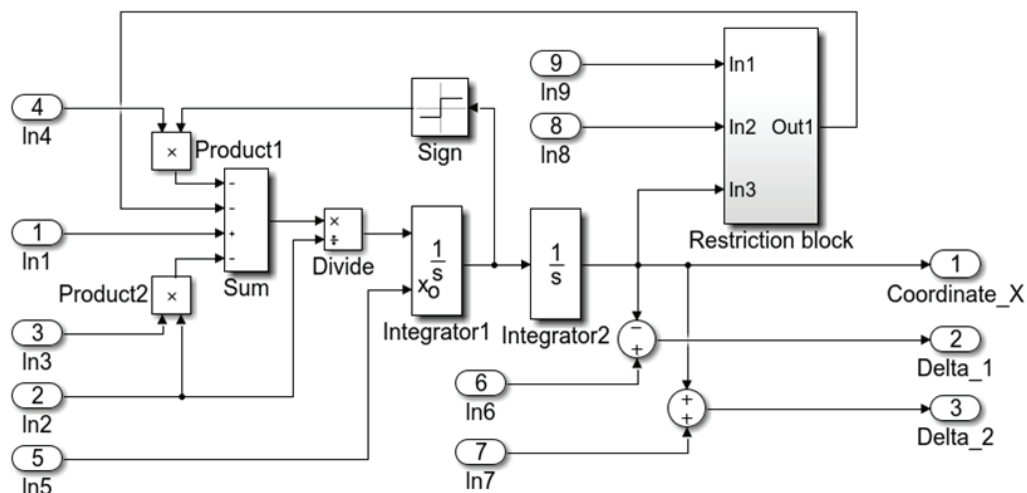 9
In9
In1
4
In4
Sign
8
In8
In2
Out1
×
Product1
In3
Restriction block
-
-
+
-
Sum
1
In1
×
÷
Divide
1
s
xo
Integrator1
1
s
Integrator2
1
Coordinate_X
Product2
×
3
In3
−
+
2
Delta_1
2
In2
6
In6
+
+
3
Delta_2
5
In5
7
In7